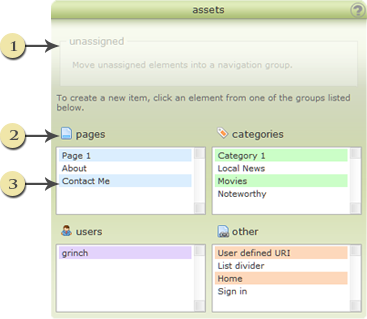 assets
?
1
unassigned
Move unassigned elements into a navigation group.
To create a new item, click an element from one of the groups listed
below.
2
pages
categories
Page 1
About
3
Contact Me
Category 1
Local News
Movies
Noteworthy
users
other
grinch
User defined URI
List divider
Home
Sign in